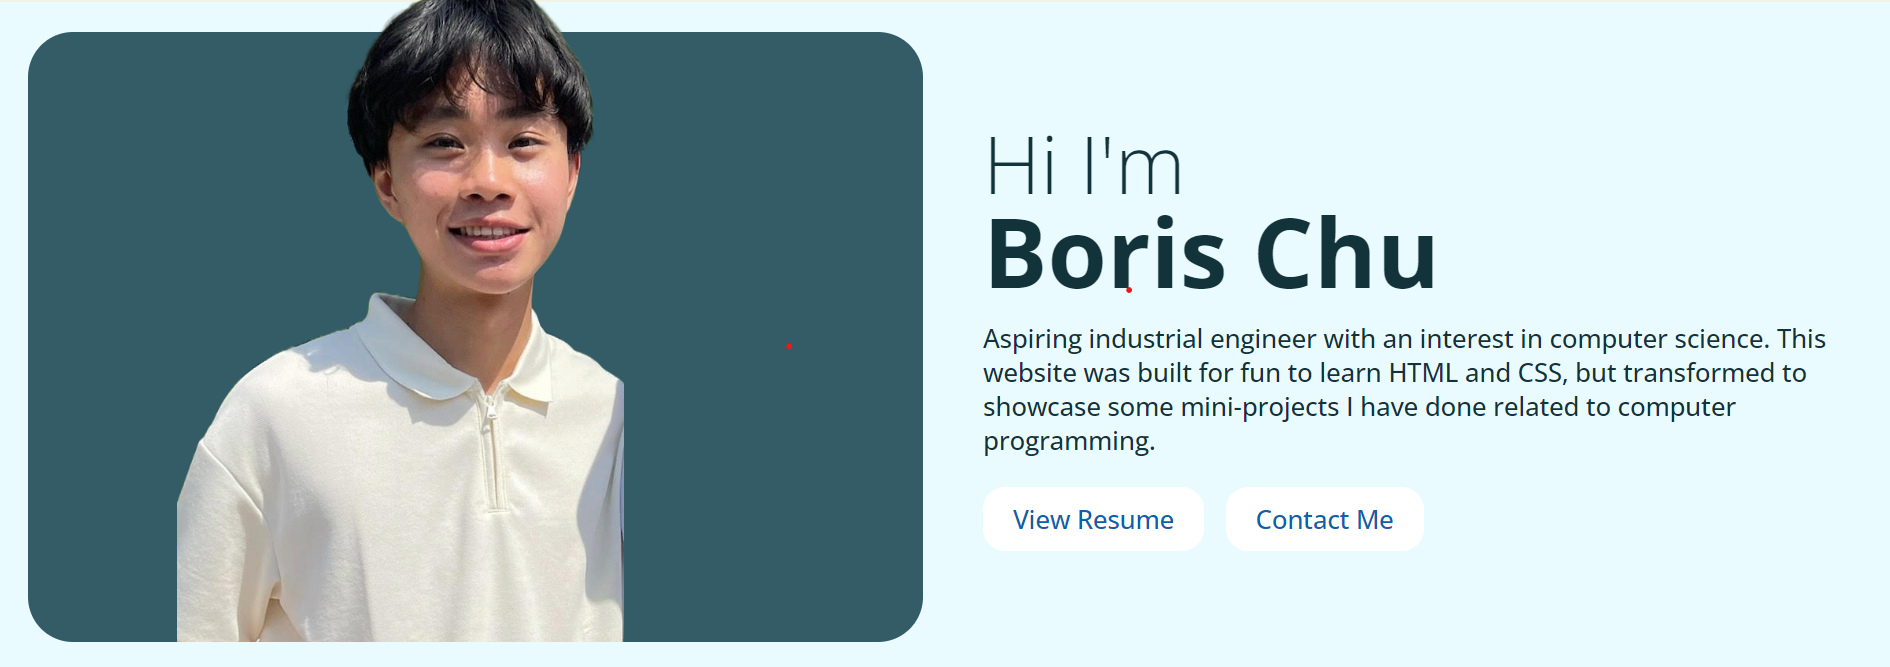 Hi I'm
Boris Chu
Aspiring industrial engineer with an interest in computer science. This
website was built for fun to learn HTML and CSS, but transformed to
showcase some mini-projects I have done related to computer
programming.
View Resume
Contact Me